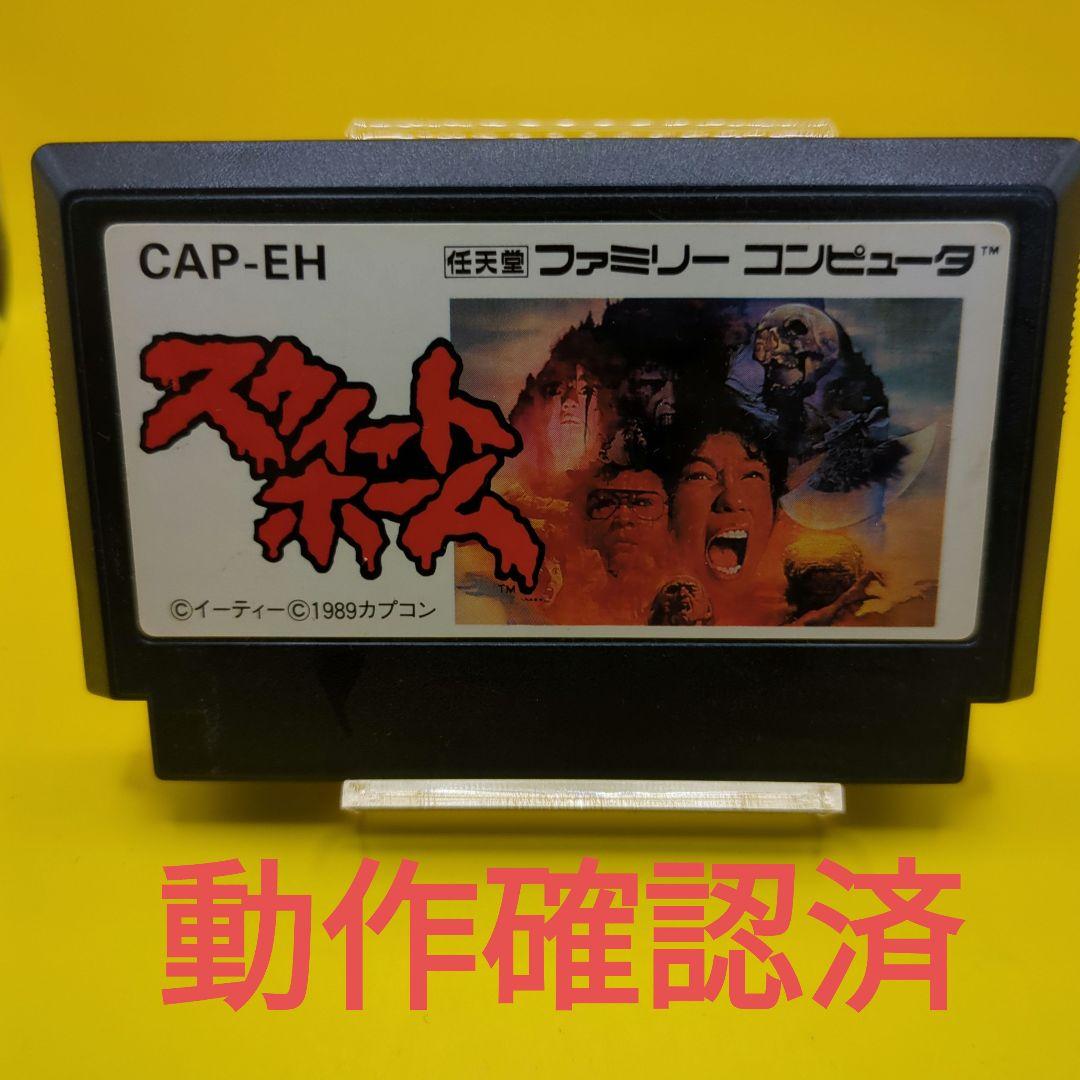 CAP-EH
任天堂 ファミリー コンピュータ™
スウィート
ホーム
TM
©イーティー©1989カプコン
動作確認済